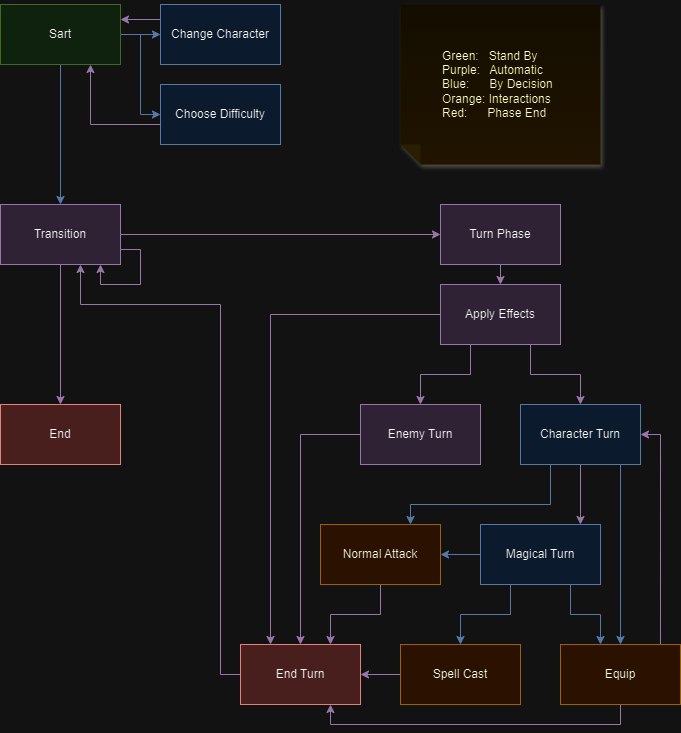 Sart
Change Character
Choose Difficulty
Green: Stand By
Purple: Automatic
Blue: By Decision
Orange: Interactions
Red: Phase End
Transition
Turn Phase
Apply Effects
End
Enemy Turn
Character Turn
Normal Attack
Magical Turn
End Turn
Spell Cast
Equip